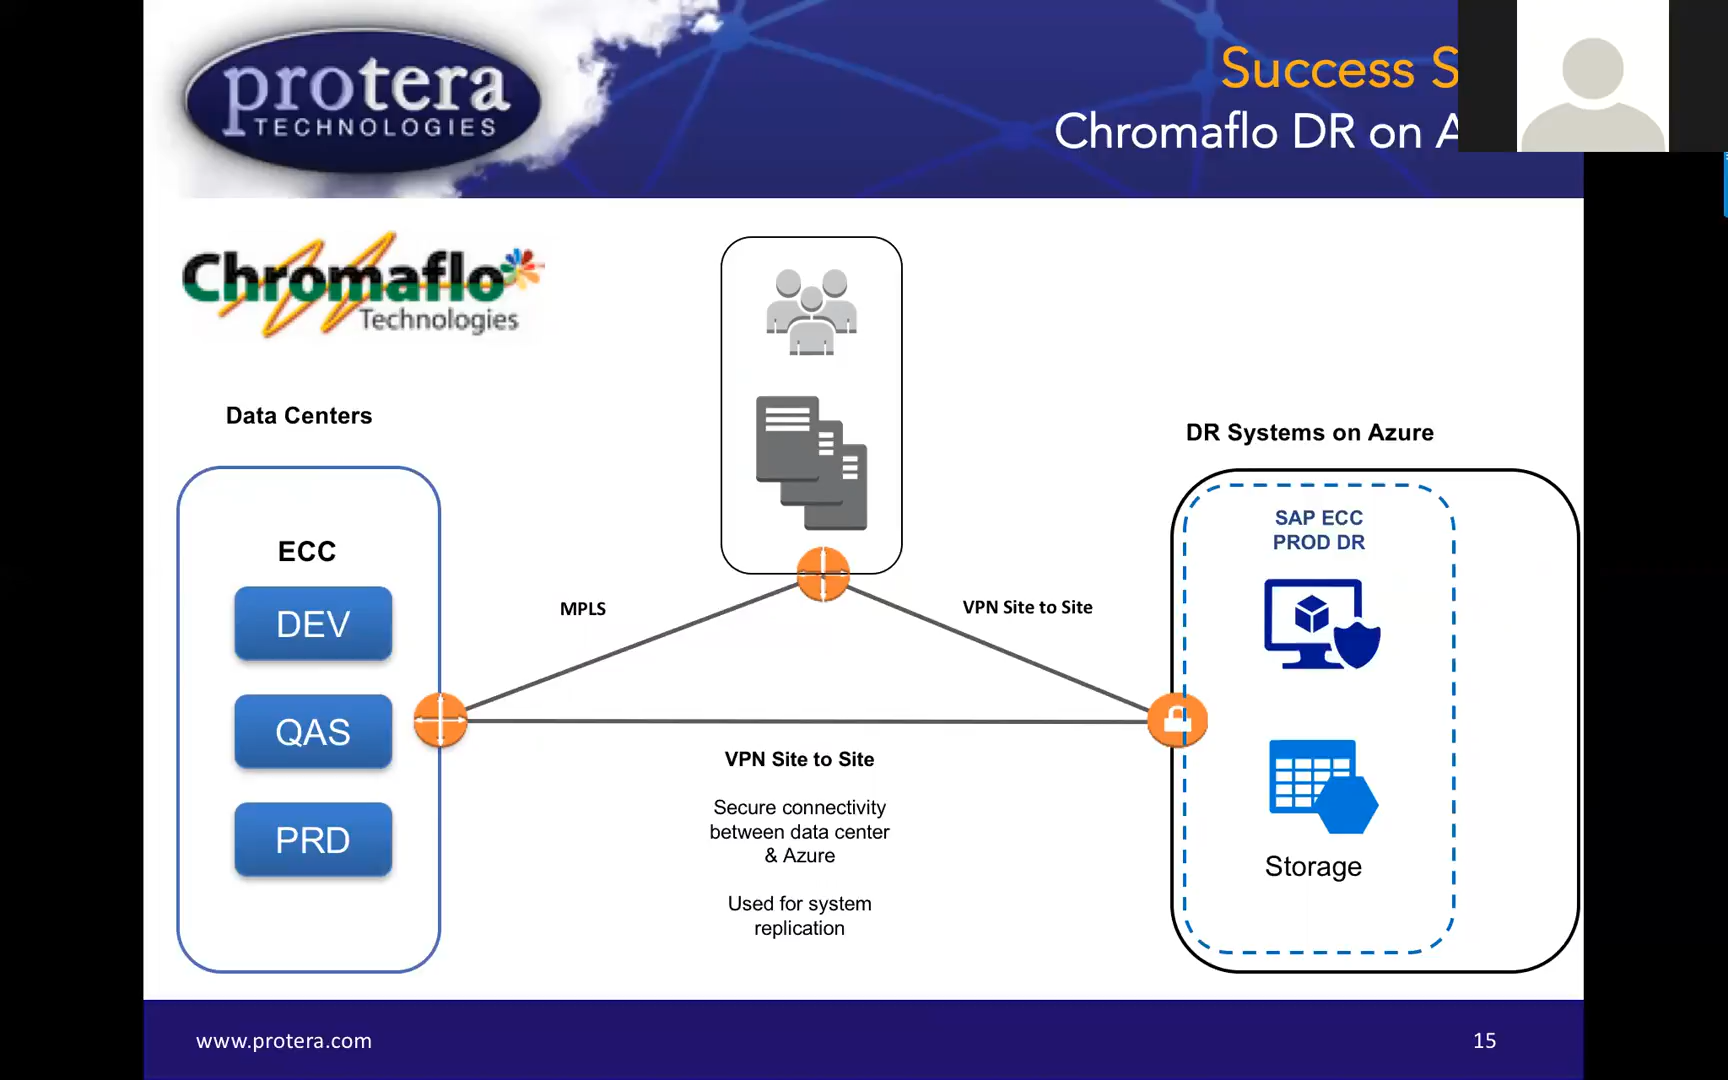 protera
TECHNOLOGIES
Success S
Chromaflo DR on A
Chromaflo
Technologies
Data Centers
DR Systems on Azure
ECC
DEV
QAS
PRD
MPLS
VPN Site to Site
SAP ECC
PROD DR
Storage
VPN Site to Site
Secure connectivity
between data center
& Azure
Used for system
replication
www.protera.com
15